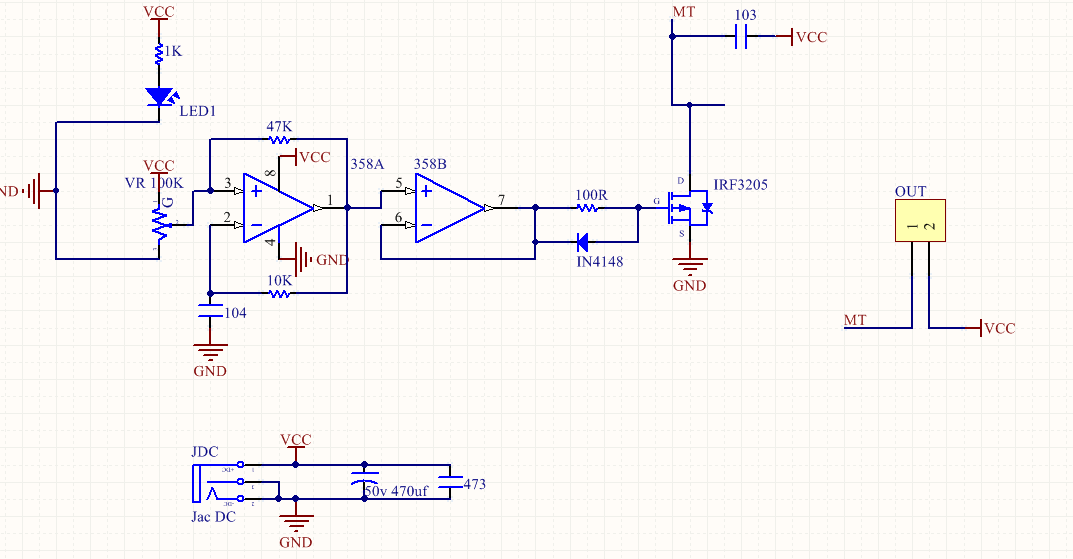 VCC
1K
LED1
MT
103
VCC
47K
VCC
8
358A
358B
VCC
VR 100K
G
ND
3
2
1
4
GND
5
6
7
100R
IN4148
G
D
S
IRF3205
GND
OUT
1
2
MT
VCC
10K
104
GND
VCC
JDC
50v 470uf
473
Jac DC
GND